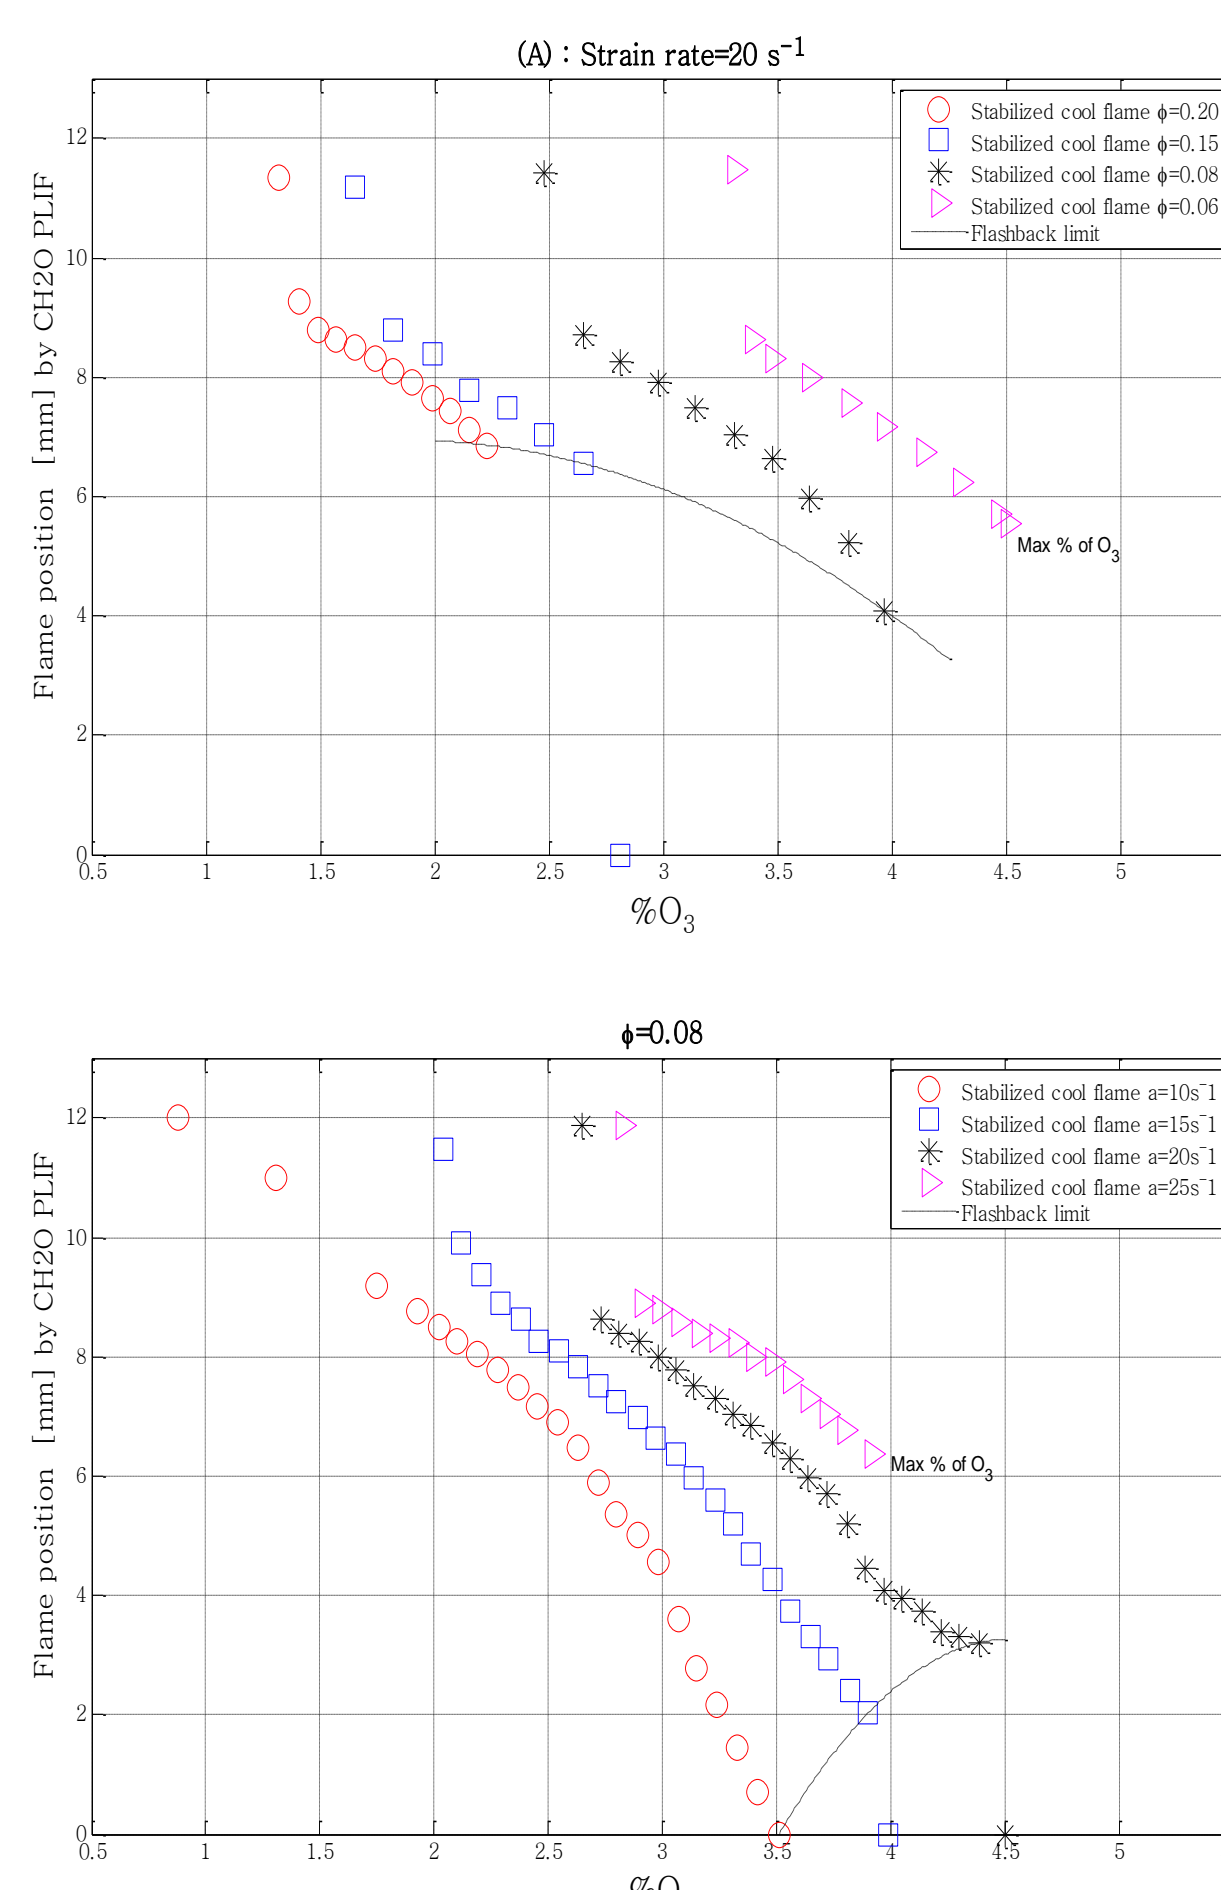 (A) : Strain rate=20 s⁻¹
Flame position [mm] by CH2O PLIF
12
10
8
6
4
2
0
Stabilized cool flame ϕ=0.20
Stabilized cool flame ϕ=0.15
Stabilized cool flame ϕ=0.08
Stabilized cool flame ϕ=0.06
Flashback limit
Max % of O₃
0.5 1 1.5 2 2.5 3 3.5 4 4.5 5
%O₃
ϕ=0.08
Flame position [mm] by CH2O PLIF
12
10
8
6
4
2
0
Stabilized cool flame a=10s⁻1
Stabilized cool flame a=15s⁻1
Stabilized cool flame a=20s⁻1
Stabilized cool flame a=25s⁻1
Flashback limit
Max % of O₃
0.5 1 1.5 2 2.5 3 3.5 4 4.5 5
%O